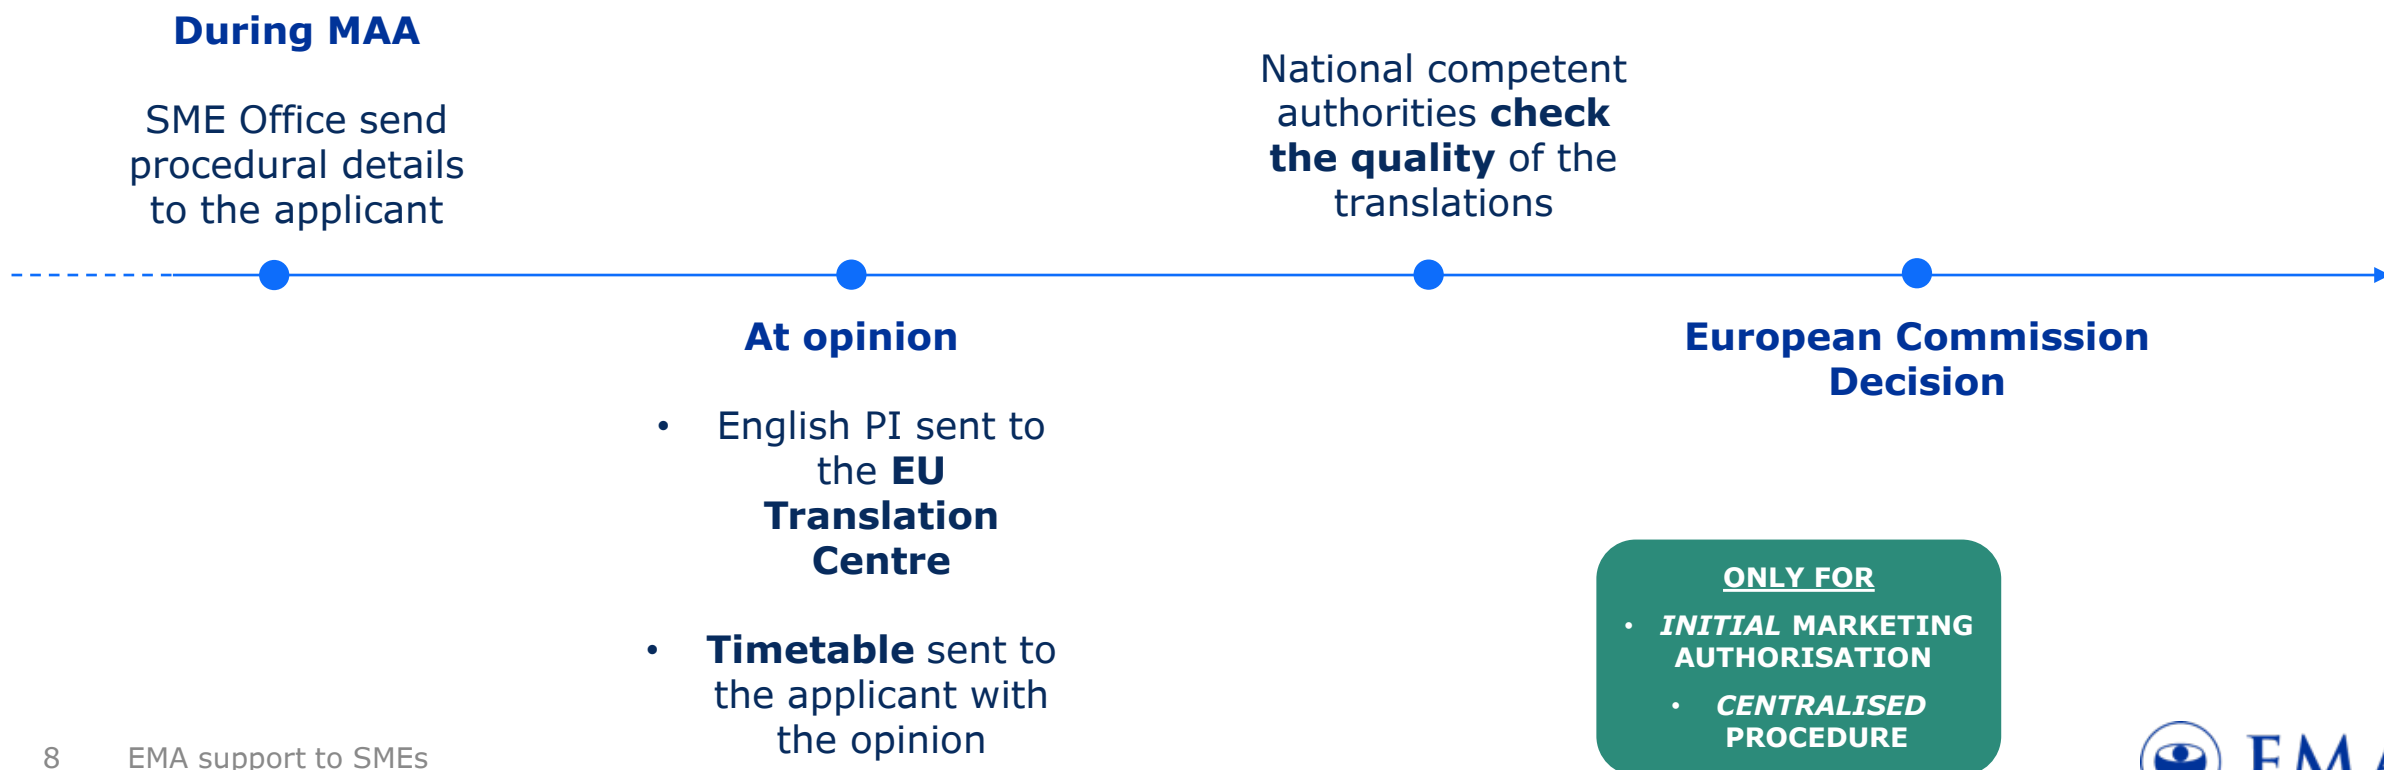 During MAA
SME Office send
procedural details
to the applicant
National competent
authorities check
the quality of the
translations
At opinion
• English PI sent to
the EU
Translation
Centre
• Timetable sent to
the applicant with
the opinion
European Commission
Decision
ONLY FOR
• INITIAL MARKETING
AUTHORISATION
• CENTRALISED
PROCEDURE
8 EMA support to SMEs
EMA